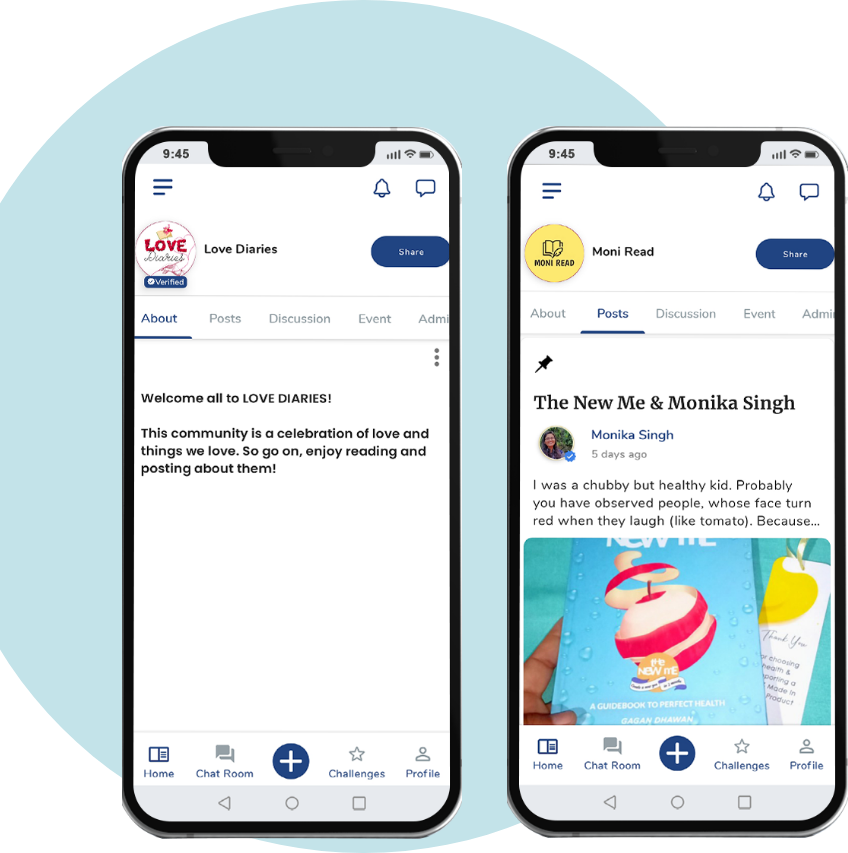 9:45
LOVE
Diaries
Verified
Love Diaries
Share
About Posts Discussion Event Admi
Welcome all to LOVE DIARIES!
This community is a celebration of love and
things we love. So go on, enjoy reading and
posting about them!
Home Chat Room Challenges Profile
9:45
MONI READ
Moni Read
Share
About Posts Discussion Event Admi
The New Me & Monika Singh
Monika Singh
5 days ago
I was a chubby but healthy kid. Probably
you have observed people, whose face turn
red when they laugh (like tomato). Because...
NEW ME
THE
NEW ME
A GUIDEBOOK TO PERFECT HEALTH
GAGAN DHAWAN
Thank You
or choosing
health &
porting a
Made In
Product
Home Chat Room Challenges Profile